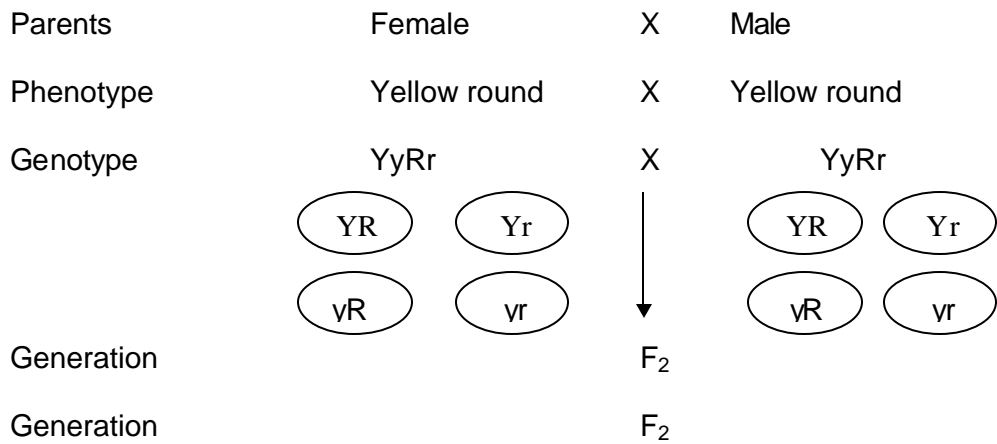 Parents Female X Male
Phenotype Yellow round X Yellow round
Genotype YyRr X YyRr
YR Yr YR Yr
yR yr yR yr
Generation F₂
Generation F₂